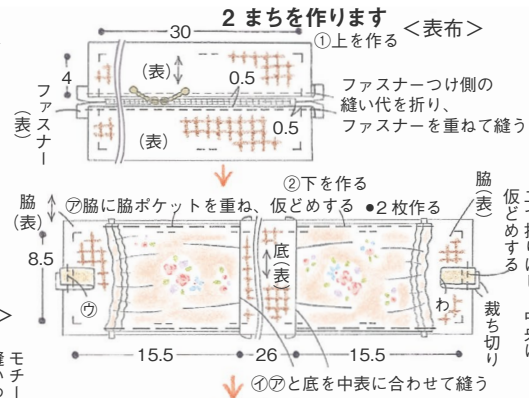 2 まちを作ります
<表布>
30
①上を作る
4
(表)
0.5
ファスナー
(表)
(表)
0.5
ファスナーつけ側の
縫い代を折り、
ファスナーを重ねて縫う
②下を作る
脇
(表)
㋐脇に脇ポケットを重ね、仮どめする
●2枚作る
脇
(表)
仮どめする
8.5
底
(表)
㋒
わ
裁ち切り
15.5
26
15.5
㋑㋐と底を中表に合わせて縫う
モチー